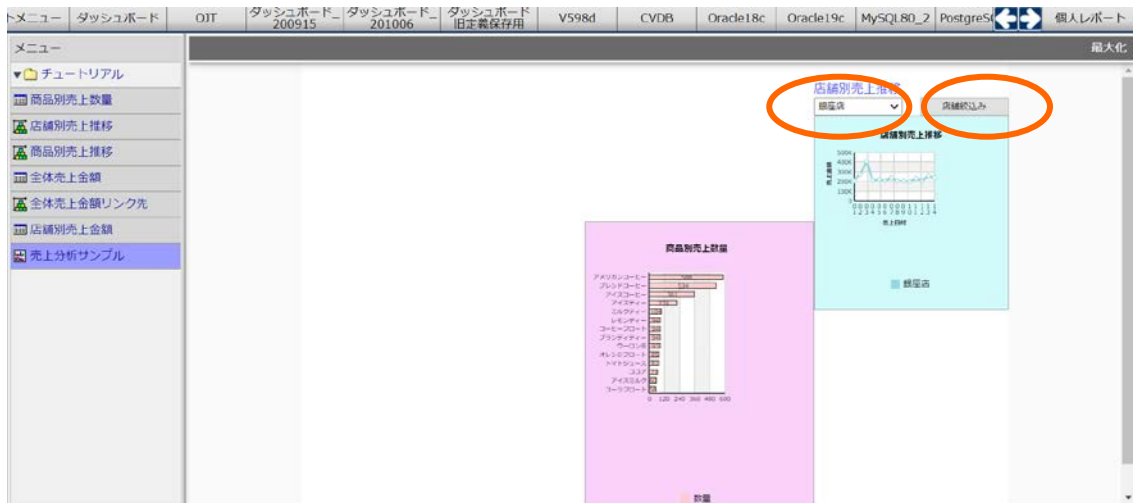 トメニュー
ダッシュボード
OJT
ダッシュボード_
200915
ダッシュボード_
201006
ダッシュボード
旧定義保存用
V598d
CVDB
Oracle18c
Oracle19c
MySQL80_2
PostgreS
個人レポート
メニュー
最大化
チュートリアル
商品別売上数量
店舗別売上推移
商品別売上推移
全体売上金額
全体売上金額リンク先
店舗別売上金額
売上分析サンプル
店舗別売上推移
銀座店
店舗絞込み
店舗別売上推移
500K
400K
300K
200K
100K
0
売上日付
銀座店
商品別売上数量
アメリカンコーヒー
ブレンドコーヒー
アイスコーヒー
アイスティー
ミルクティー
レモンティー
コーヒーフロート
ブランディティー
ウーロン茶
オレンジフロート
トマトジュース
ココア
アイスミルク
コーラフロート
0 120 240 360 480 600
数量